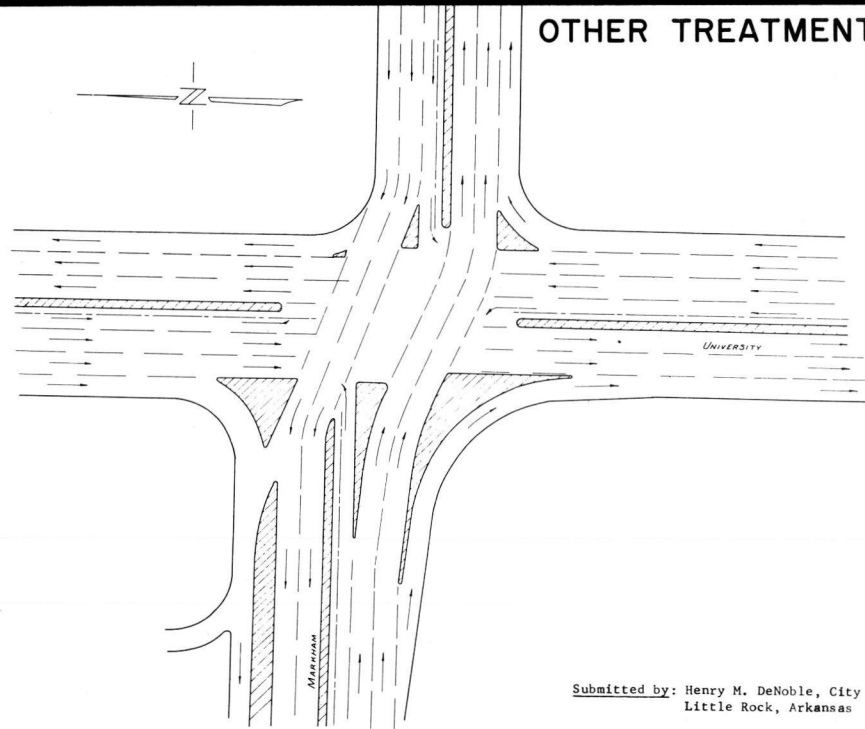 OTHER TREATMENT
N
UNIVERSITY
MARKHAM
Submitted by: Henry M. DeNoble, City
Little Rock, Arkansas